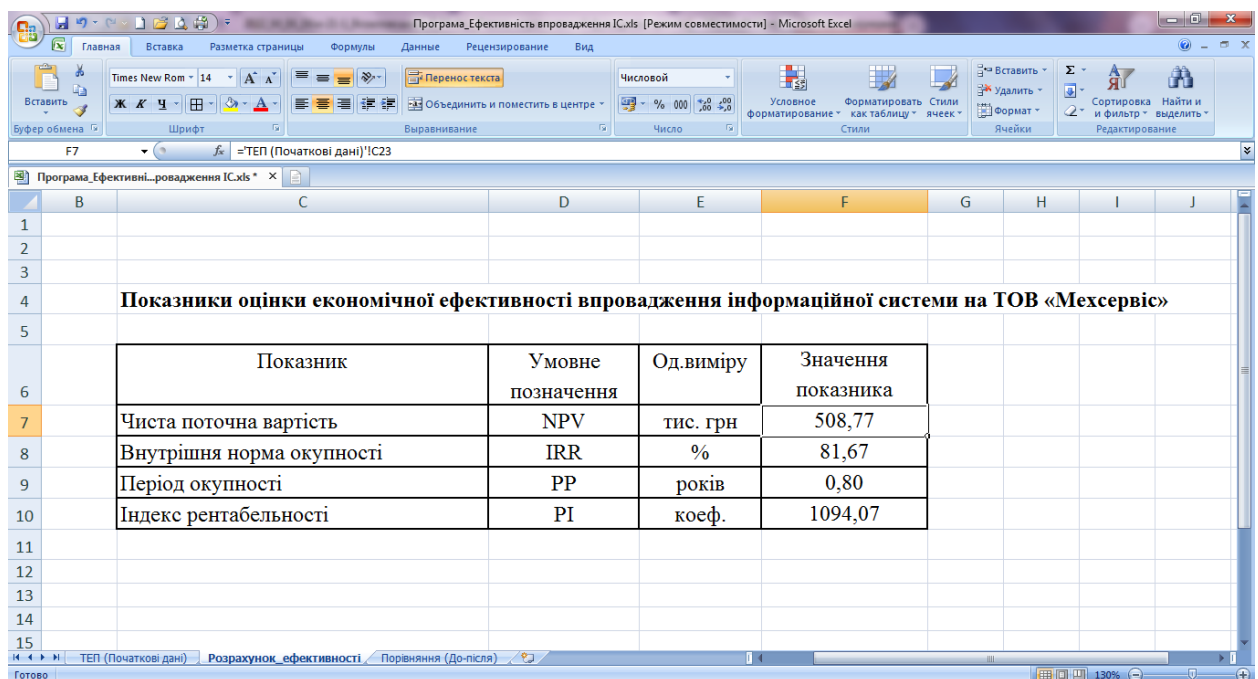 Програма_Ефективність впровадження ІС.xls [Режим совместимости] - Microsoft Excel
Главная Вставка Разметка страницы Формулы Данные Рецензирование Вид
Вставить
Times New Rom 14
Перенос текста
Числовой
Ж К Ч
Объединить и поместить в центре
% 000
Условное форматирование
Форматировать как таблицу
Стили ячеек
Вставить
Удалить
Формат
Σ
Сортировка и фильтр
Найти и выделить
Буфер обмена Шрифт Выравнивание Число Стили Ячейки Редактирование
F7 fx ='ТЕП (Початкові дані)'!C23
Програма_Ефективні...ровадження ІС.xls *
B C D E F G H I J
1
2
3
4 Показники оцінки економічної ефективності впровадження інформаційної системи на ТОВ «Мехсервіс»
5
Показник Умовне Од.виміру Значення
6 позначення показника
7 Чиста поточна вартість NPV тис. грн 508,77
8 Внутрішня норма окупності IRR % 81,67
9 Період окупності PP років 0,80
10 Індекс рентабельності PI коеф. 1094,07
11
12
13
14
15
ТЕП (Початкові дані) Розрахунок_ефективності Порівняння (До-після)
Готово 130%